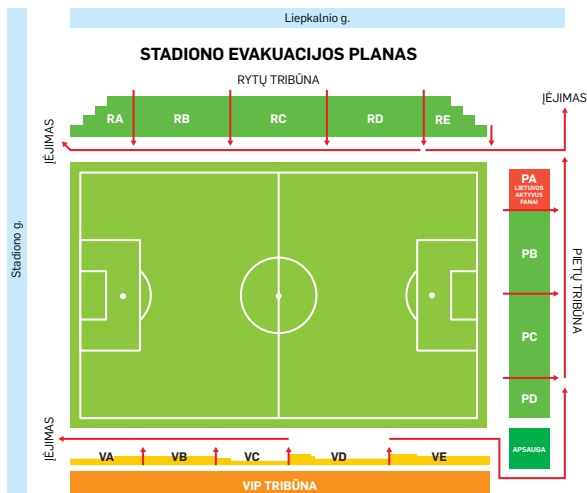 Liepkalnio g.
STADIONO EVAKUACIJOS PLANAS
RYTŲ TRIBŪNA
ĮĖJIMAS
ĮĖJIMAS
RA
RB
RC
RD
RE
Stadiono g.
PA
LIETUVOS
AKTYVUS
FANAI
PB
PIETŲ TRIBŪNA
PC
PD
ĮĖJIMAS
APSAUGA
VA
VB
VC
VD
VE
VIP TRIBŪNA